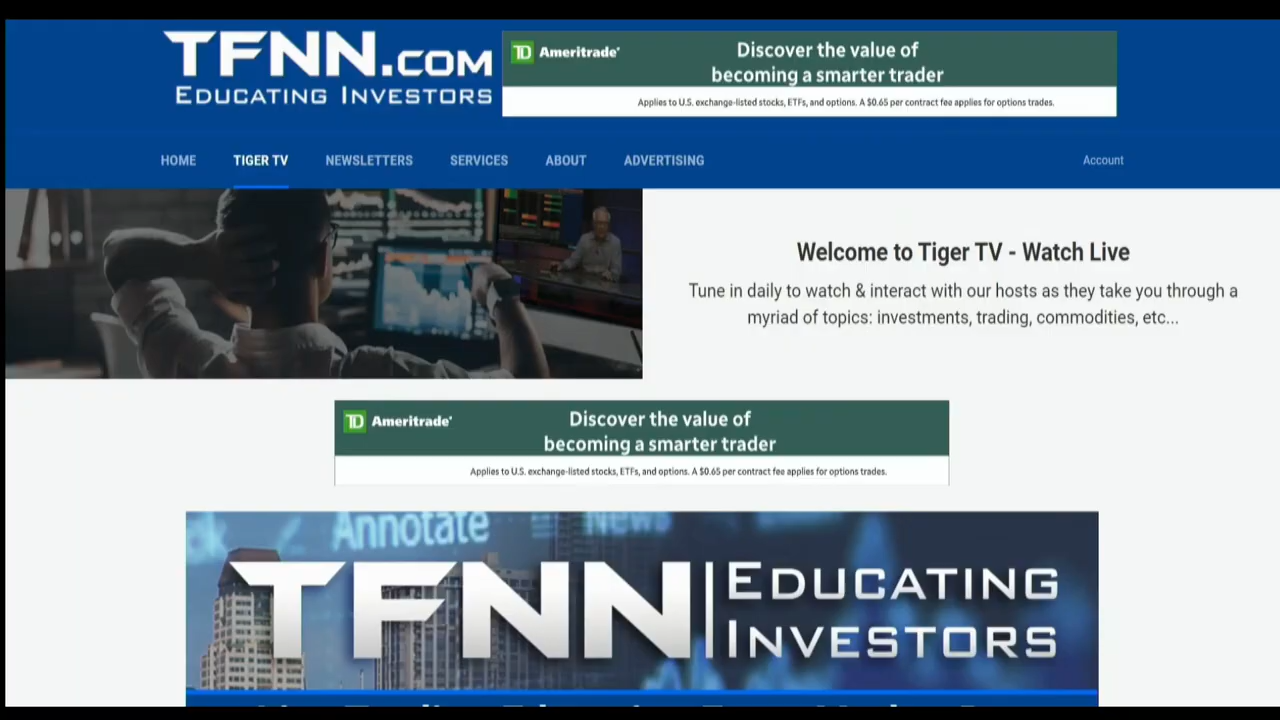 TFNN.COM
EDUCATING INVESTORS
TD Ameritrade
Discover the value of
becoming a smarter trader
Applies to U.S. exchange-listed stocks, ETFs, and options. A $0.65 per contract fee applies for options trades.
HOME TIGER TV NEWSLETTERS SERVICES ABOUT ADVERTISING Account
Welcome to Tiger TV - Watch Live
Tune in daily to watch & interact with our hosts as they take you through a
myriad of topics: investments, trading, commodities, etc...
TD Ameritrade
Discover the value of
becoming a smarter trader
Applies to U.S. exchange-listed stocks, ETFs, and options. A $0.65 per contract fee applies for options trades.
Annotate News
TFNN EDUCATING
INVESTORS